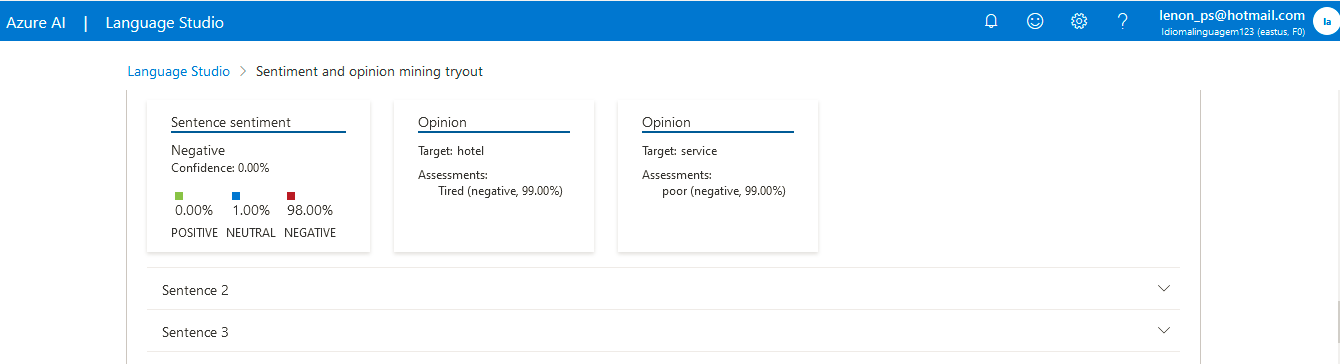 Azure AI | Language Studio
lenon_ps@hotmail.com
Idiomalinguagem123 (eastus, F0)
la
Language Studio > Sentiment and opinion mining tryout
Sentence sentiment
Negative
Confidence: 0.00%
0.00% 1.00% 98.00%
POSITIVE NEUTRAL NEGATIVE
Opinion
Target: hotel
Assessments:
Tired (negative, 99.00%)
Opinion
Target: service
Assessments:
poor (negative, 99.00%)
Sentence 2
Sentence 3